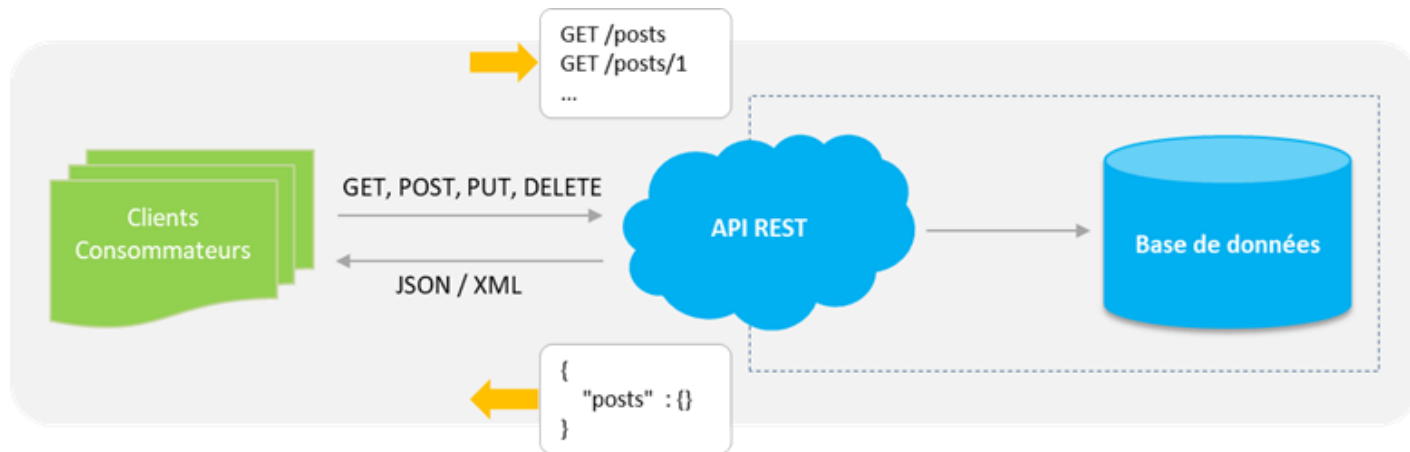 GET /posts
GET /posts/1
...
Clients
Consommateurs
GET, POST, PUT, DELETE
JSON / XML
API REST
Base de données
{
"posts" : {}
}